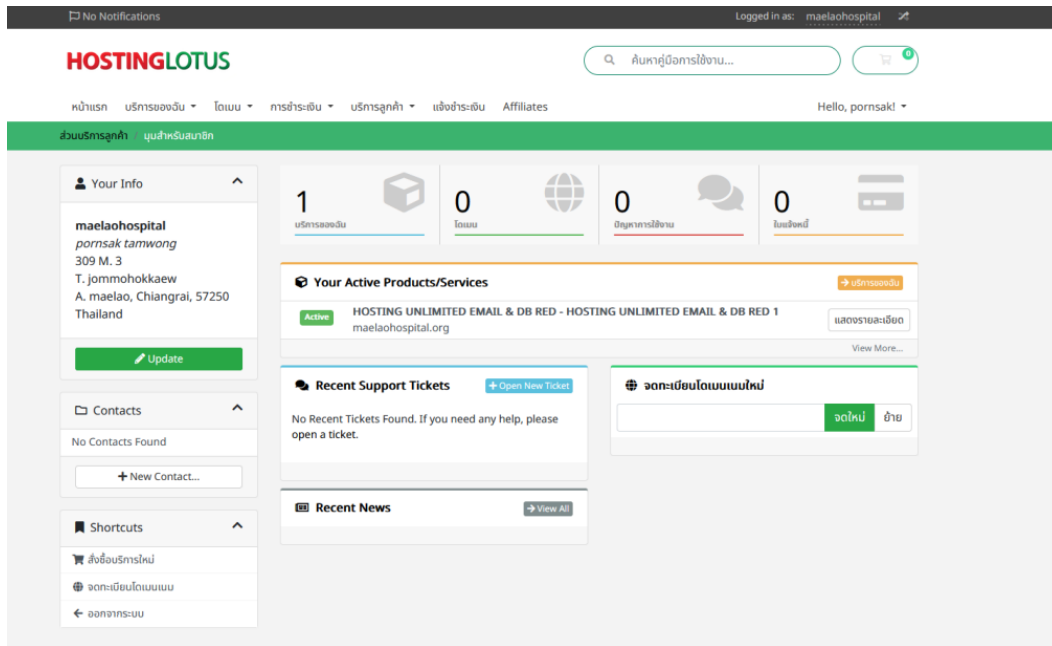 No Notifications
Logged in as: maelaohospital
HOSTINGLOTUS
ค้นหาคู่มือการใช้งาน...
0
หน้าแรก บริการของฉัน โดเมน การชำระเงิน บริการลูกค้า แจ้งชำระเงิน Affiliates
Hello, pornsak!
ส่วนบริการลูกค้า / มุมสำหรับสมาชิก
Your Info
maelaohospital
pornsak tamwong
309 M. 3
T. jommohokkaew
A. maelao, Chiangrai, 57250
Thailand
Update
Contacts
No Contacts Found
New Contact...
Shortcuts
สั่งซื้อบริการใหม่
จดทะเบียนโดเมนเนม
ออกจากระบบ
1
บริการของฉัน
0
โดเมน
0
ปัญหาการใช้งาน
0
ใบแจ้งหนี้
Your Active Products/Services
บริการของฉัน
Active
HOSTING UNLIMITED EMAIL & DB RED - HOSTING UNLIMITED EMAIL & DB RED 1
maelaohospital.org
แสดงรายละเอียด
View More...
Recent Support Tickets
Open New Ticket
No Recent Tickets Found. If you need any help, please
open a ticket.
จดทะเบียนโดเมนเนมใหม่
จดใหม่
ย้าย
Recent News
View All